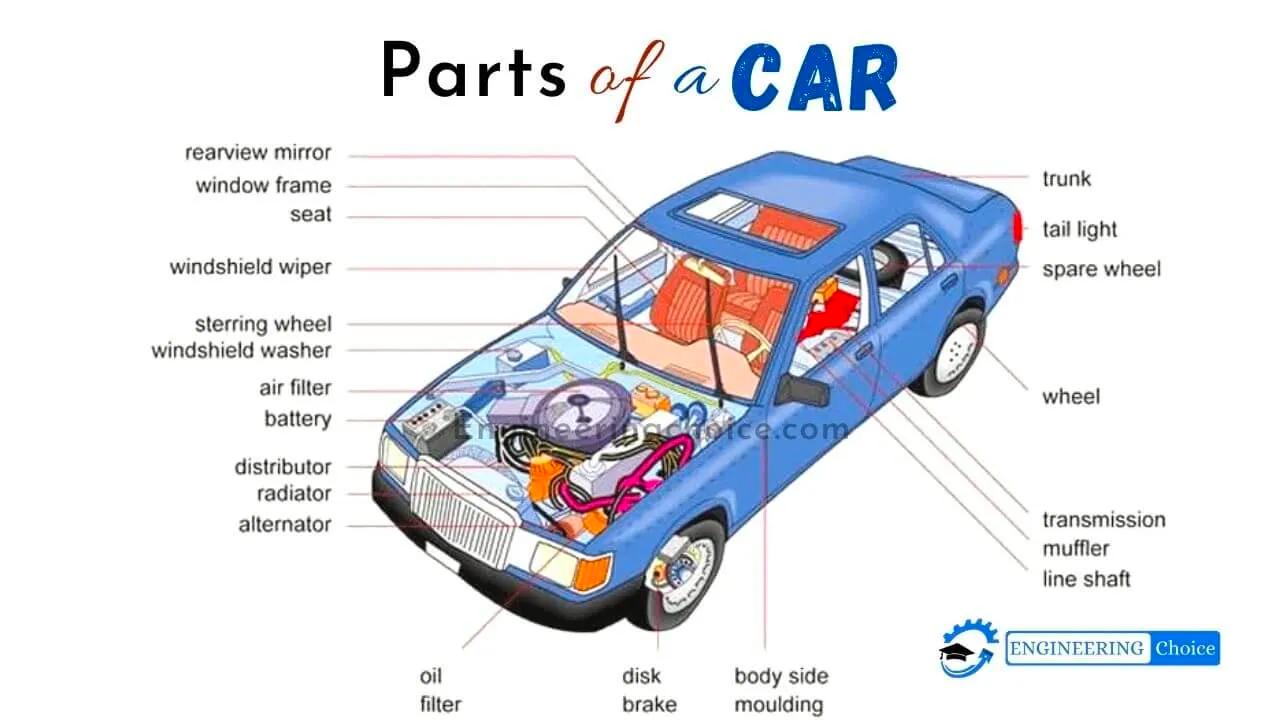 Parts of a CAR
rearview mirror
window frame
seat
windshield wiper
sterring wheel
windshield washer
air filter
battery
distributor
radiator
alternator
trunk
tail light
spare wheel
wheel
transmission
muffler
line shaft
oil
filter
disk
brake
body side
moulding
Engineeringchoice.com
ENGINEERING Choice